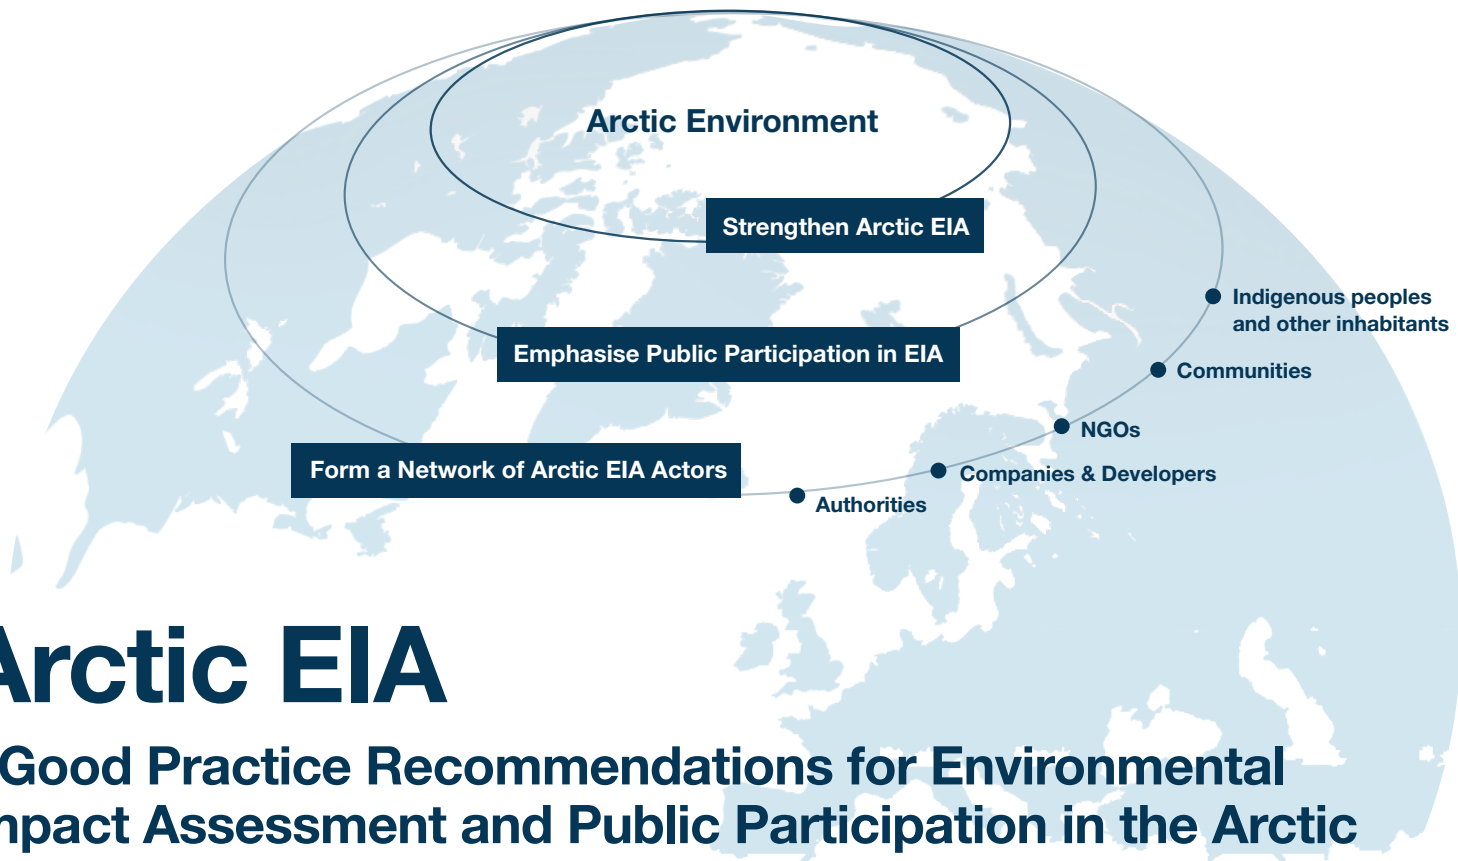 Arctic Environment
Strengthen Arctic EIA
Indigenous peoples
and other inhabitants
Emphasise Public Participation in EIA
Communities
NGOs
Form a Network of Arctic EIA Actors
Companies & Developers
Authorities
Arctic EIA
Good Practice Recommendations for Environmental
mpact Assessment and Public Participation in the Arctic